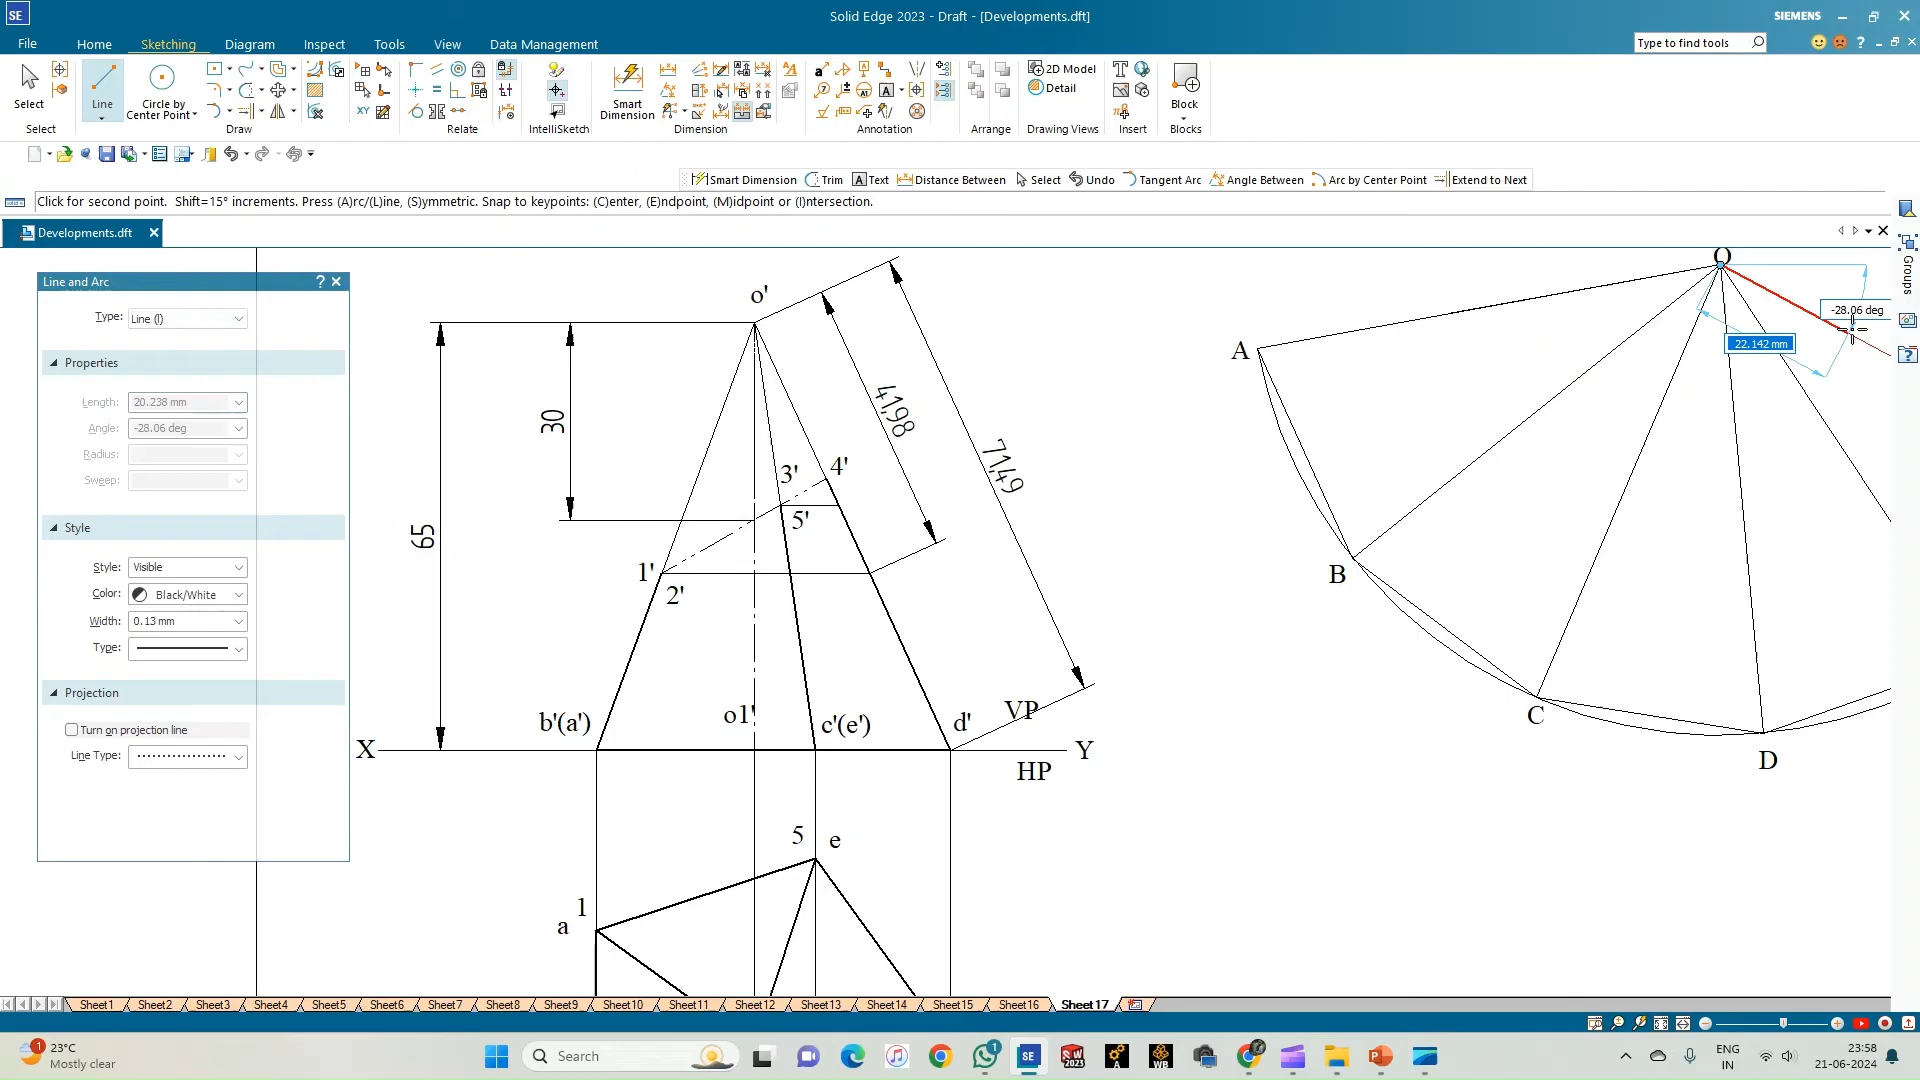 SE Solid Edge 2023 - Draft - [Developments.dft] SIEMENS
File Home Sketching Diagram Inspect Tools View Data Management Type to find tools
Select Line Circle by Center Point Smart Dimension 2D Model Detail Block
Select Draw Relate IntelliSketch Dimension Annotation Arrange Drawing Views Insert Blocks
Smart Dimension Trim Text Distance Between Select Undo Tangent Arc Angle Between Arc by Center Point Extend to Next
Click for second point. Shift=15° increments. Press (A)rc/(L)ine, (S)ymmetric. Snap to keypoints: (C)enter, (E)ndpoint, (M)idpoint or (I)ntersection.
Developments.dft
Line and Arc
Type: Line (l)
Properties
Length: 20.238 mm
Angle: -28.06 deg
Radius:
Sweep:
Style
Style: Visible
Color: Black/White
Width: 0.13 mm
Type:
Projection
Turn on projection line
Line Type:
Groups
o'
O
-28.06 deg
22.142 mm
A
30
41,98
71,49
3' 4'
5'
65
1'
2'
B
b'(a') o1' c'(e') d' VP
X Y
HP
C
D
5 e
1
a
Sheet1 Sheet2 Sheet3 Sheet4 Sheet5 Sheet6 Sheet7 Sheet8 Sheet9 Sheet10 Sheet11 Sheet12 Sheet13 Sheet14 Sheet15 Sheet16 Sheet17
1 23°C
Mostly clear
Search
1
SE
SW 2023
A
WB
ENG
IN
23:58
21-06-2024